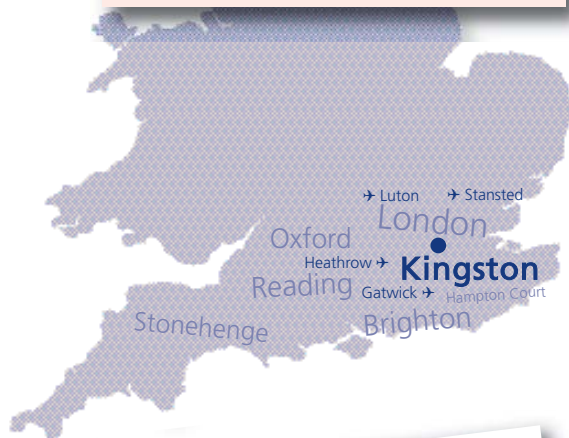 ✈ Luton
✈ Stansted
London
Oxford
Heathrow ✈
Kingston
Reading
Gatwick ✈
Hampton Court
Stonehenge
Brighton